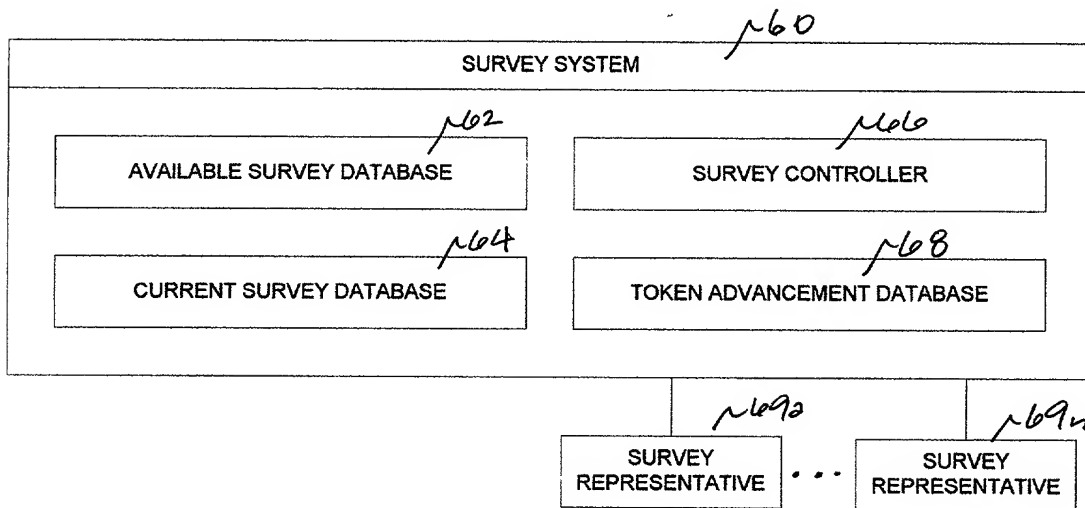 60
SURVEY SYSTEM
62
66
AVAILABLE SURVEY DATABASE
SURVEY CONTROLLER
64
68
CURRENT SURVEY DATABASE
TOKEN ADVANCEMENT DATABASE
69a
69n
SURVEY
REPRESENTATIVE
...
SURVEY
REPRESENTATIVE